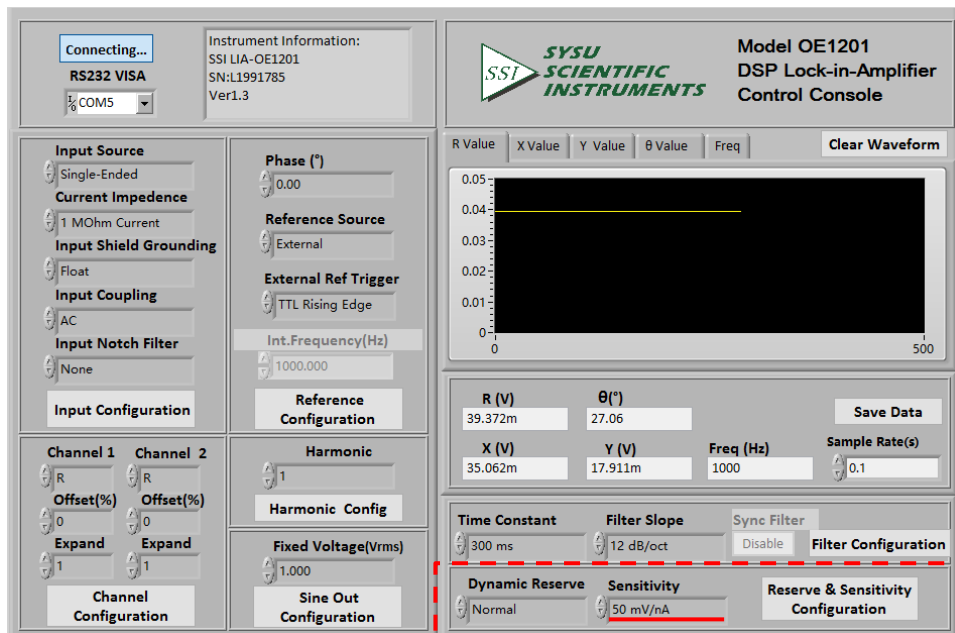 Connecting...
RS232 VISA
COM5
Instrument Information:
SSI LIA-OE1201
SN:L1991785
Ver1.3
SSI
SYSU
SCIENTIFIC
INSTRUMENTS
Model OE1201
DSP Lock-in-Amplifier
Control Console
Input Source
Single-Ended
Current Impedence
1 MOhm Current
Input Shield Grounding
Float
Input Coupling
AC
Input Notch Filter
None
Input Configuration
Phase (°)
0.00
Reference Source
External
External Ref Trigger
TTL Rising Edge
Int.Frequency(Hz)
1000.000
Reference
Configuration
R Value X Value Y Value θ Value Freq Clear Waveform
0.05
0.04
0.03
0.02
0.01
0
0 500
R (V) θ(°)
39.372m 27.06
Save Data
X (V) Y (V) Freq (Hz) Sample Rate(s)
35.062m 17.911m 1000 0.1
Channel 1 Channel 2
R R
Offset(%) Offset(%)
0 0
Expand Expand
1 1
Channel
Configuration
Harmonic
1
Harmonic Config
Fixed Voltage(Vrms)
1.000
Sine Out
Configuration
Time Constant Filter Slope Sync Filter
300 ms 12 dB/oct Disable Filter Configuration
Dynamic Reserve Sensitivity
Normal 50 mV/nA
Reserve & Sensitivity
Configuration